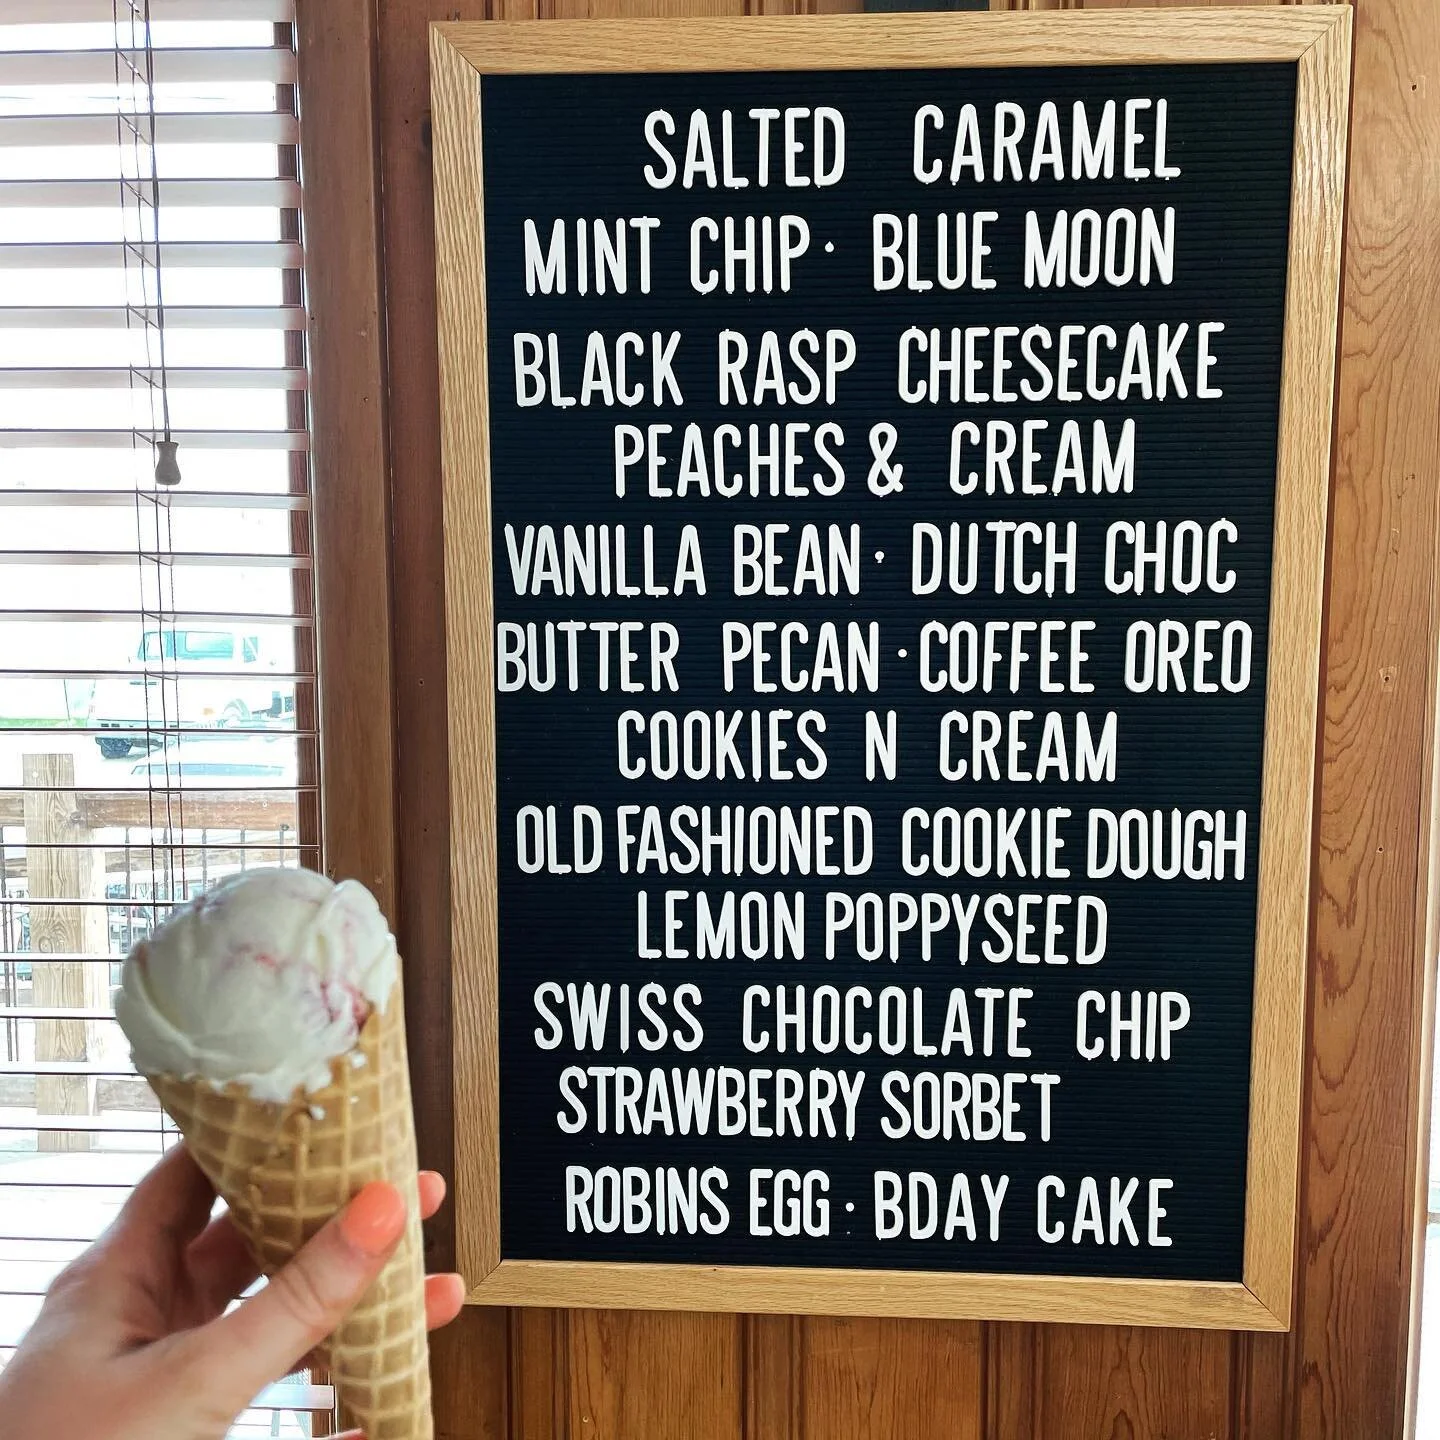 SALTED CARAMEL
MINT CHIP · BLUE MOON
BLACK RASP CHEESECAKE
PEACHES & CREAM
VANILLA BEAN · DUTCH CHOC
BUTTER PECAN · COFFEE OREO
COOKIES N CREAM
OLD FASHIONED COOKIE DOUGH
LEMON POPPYSEED
SWISS CHOCOLATE CHIP
STRAWBERRY SORBET
ROBINS EGG · BDAY CAKE